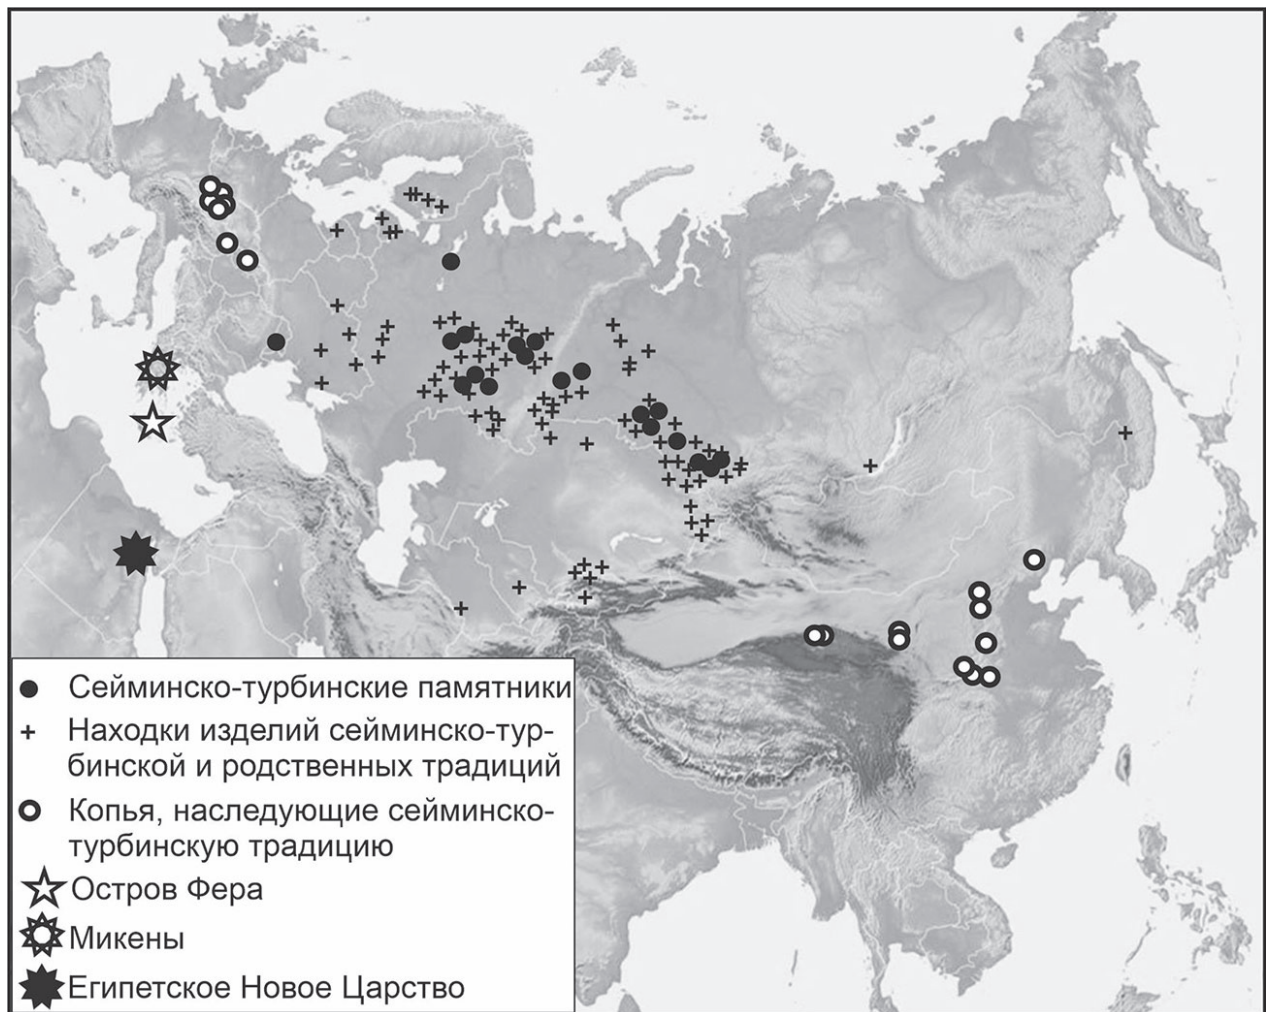 Сейминско-турбинские памятники
Находки изделий сейминско-тур-
бинской и родственных традиций
Копья, наследующие сейминско-
турбинскую традицию
Остров Фера
Микены
Египетское Новое Царство